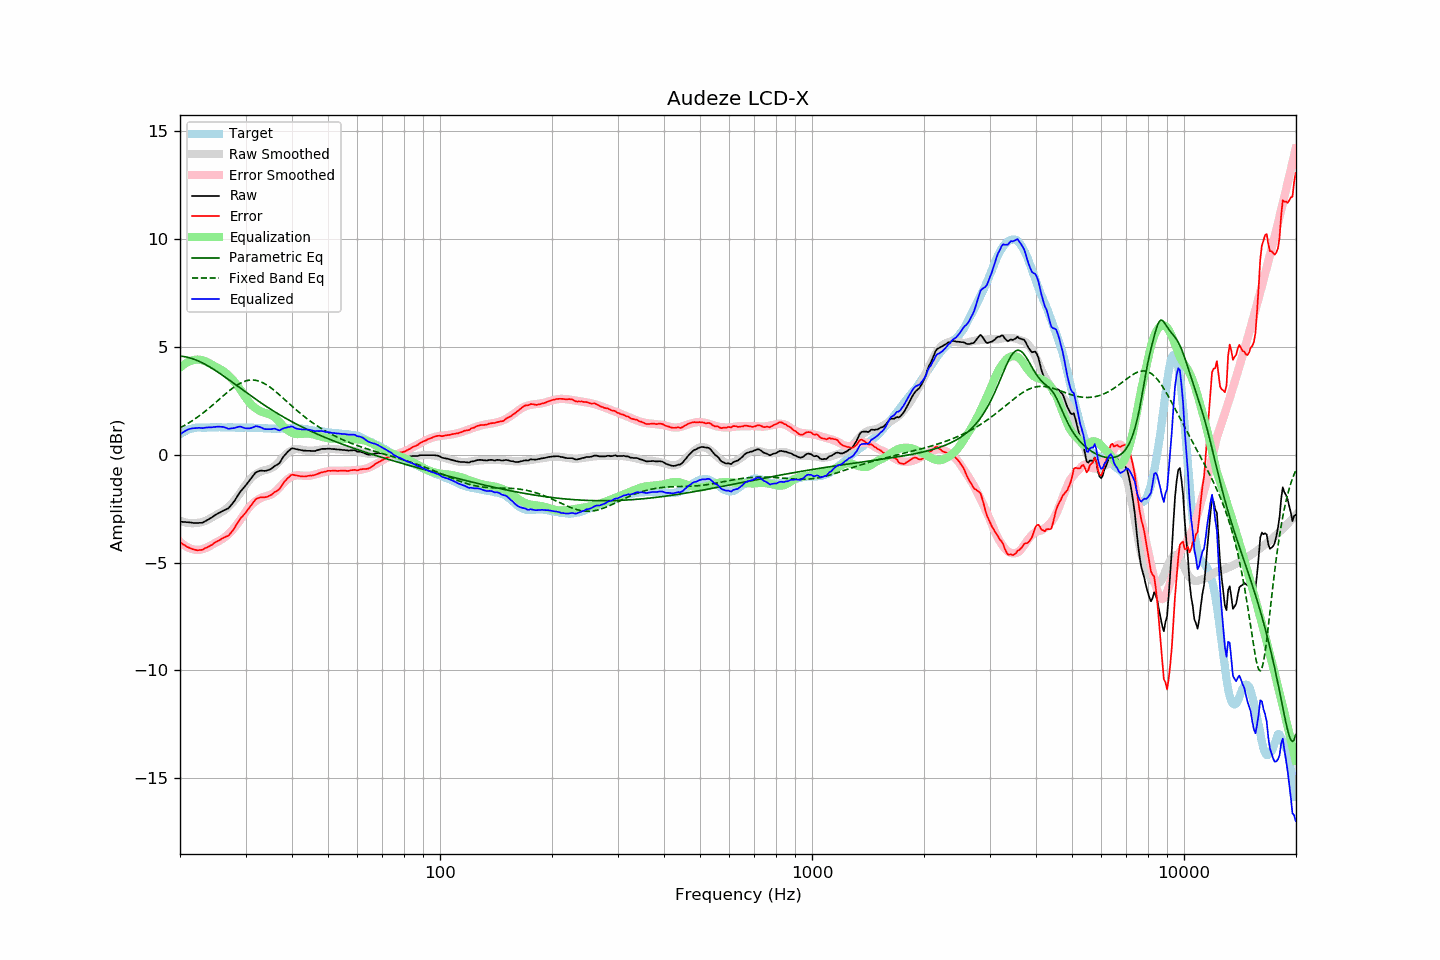 Audeze LCD-X
Target
Raw Smoothed
Error Smoothed
Raw
Error
Equalization
Parametric Eq
Fixed Band Eq
Equalized
15
10
5
0
−5
−10
−15
Amplitude (dBr)
100
1000
10000
Frequency (Hz)